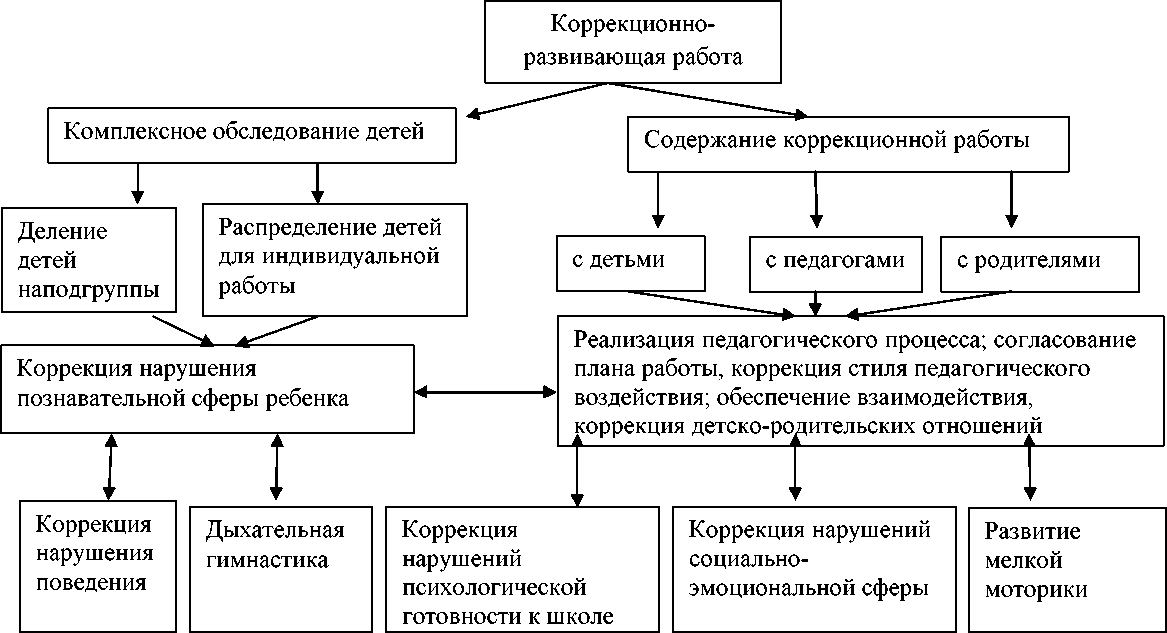 Коррекционно-
развивающая работа
Комплексное обследование детей
Содержание коррекционной работы
Деление
детей
наподгруппы
Распределение детей
для индивидуальной
работы
с детьми
с педагогами
с родителями
Коррекция нарушения
познавательной сферы ребенка
Реализация педагогического процесса; согласование
плана работы, коррекция стиля педагогического
воздействия; обеспечение взаимодействия,
коррекция детско-родительских отношений
Коррекция
нарушения
поведения
Дыхательная
гимнастика
Коррекция
нарушений
психологической
готовности к школе
Коррекция нарушений
социально-
эмоциональной сферы
Развитие
мелкой
моторики